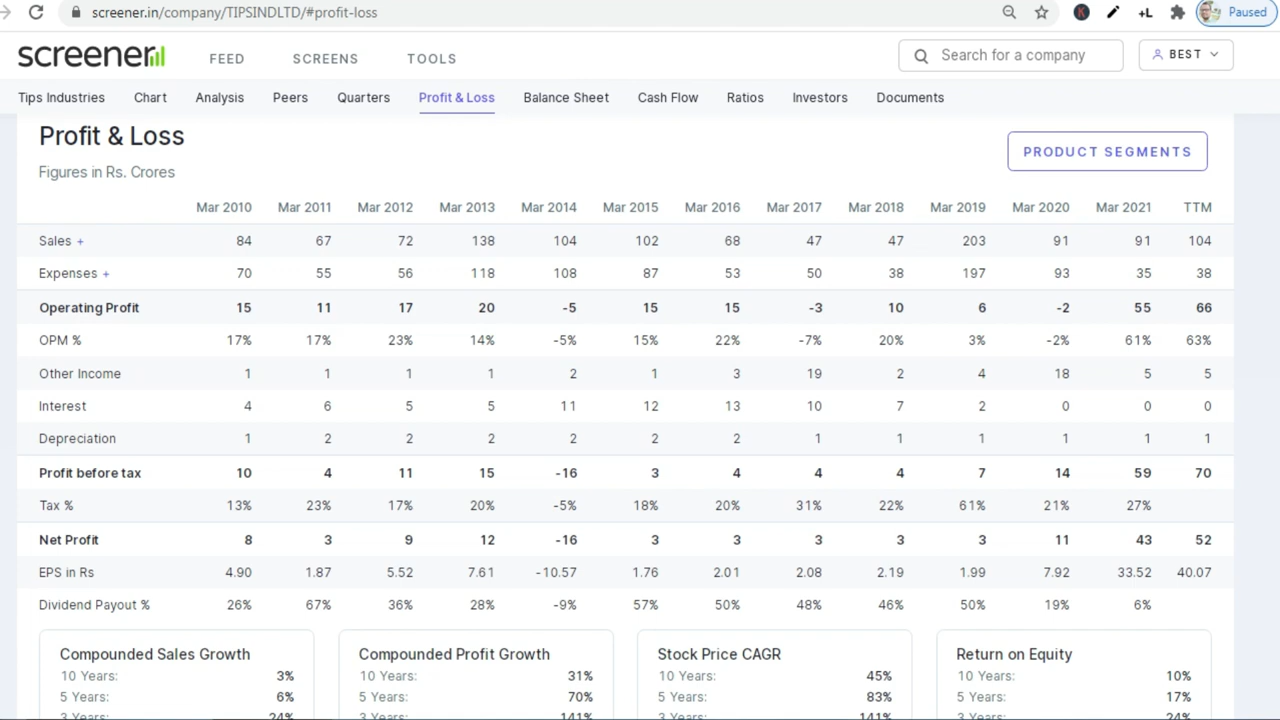 screener.in/company/TIPSINDLTD/#profit-loss
K
+L
Paused
screener
FEED SCREENS TOOLS
Search for a company
BEST
Tips Industries Chart Analysis Peers Quarters Profit & Loss Balance Sheet Cash Flow Ratios Investors Documents
Profit & Loss
PRODUCT SEGMENTS
Figures in Rs. Crores
Mar 2010 Mar 2011 Mar 2012 Mar 2013 Mar 2014 Mar 2015 Mar 2016 Mar 2017 Mar 2018 Mar 2019 Mar 2020 Mar 2021 TTM
Sales + 84 67 72 138 104 102 68 47 47 203 91 91 104
Expenses + 70 55 56 118 108 87 53 50 38 197 93 35 38
Operating Profit 15 11 17 20 -5 15 15 -3 10 6 -2 55 66
OPM % 17% 17% 23% 14% -5% 15% 22% -7% 20% 3% -2% 61% 63%
Other Income 1 1 1 1 2 1 3 19 2 4 18 5 5
Interest 4 6 5 5 11 12 13 10 7 2 0 0 0
Depreciation 1 2 2 2 2 2 2 1 1 1 1 1 1
Profit before tax 10 4 11 15 -16 3 4 4 4 7 14 59 70
Tax % 13% 23% 17% 20% -5% 18% 20% 31% 22% 61% 21% 27%
Net Profit 8 3 9 12 -16 3 3 3 3 3 11 43 52
EPS in Rs 4.90 1.87 5.52 7.61 -10.57 1.76 2.01 2.08 2.19 1.99 7.92 33.52 40.07
Dividend Payout % 26% 67% 36% 28% -9% 57% 50% 48% 46% 50% 19% 6%
Compounded Sales Growth Compounded Profit Growth Stock Price CAGR Return on Equity
10 Years: 3% 10 Years: 31% 10 Years: 45% 10 Years: 10%
5 Years: 6% 5 Years: 70% 5 Years: 83% 5 Years: 17%
3 Years: 24% 3 Years: 141% 3 Years: 141% 3 Years: 24%